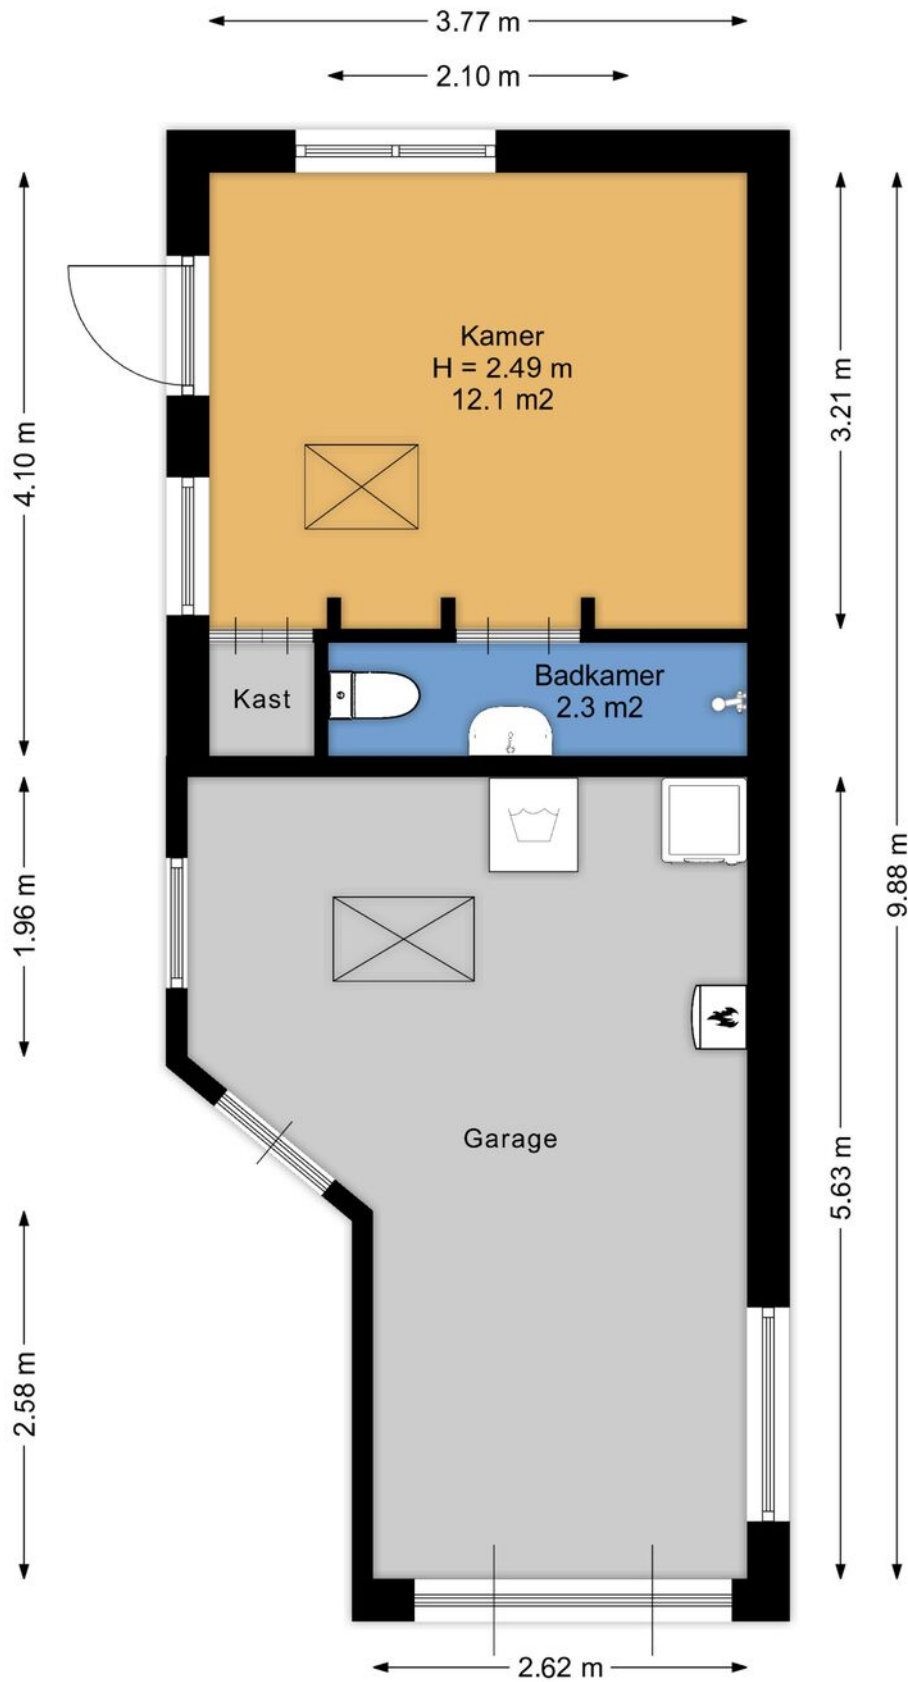 3.77 m
2.10 m
Kamer
H = 2.49 m
12.1 m2
3.21 m
4.10 m
Badkamer
2.3 m2
Kast
9.88 m
1.96 m
Garage
5.63 m
2.58 m
2.62 m